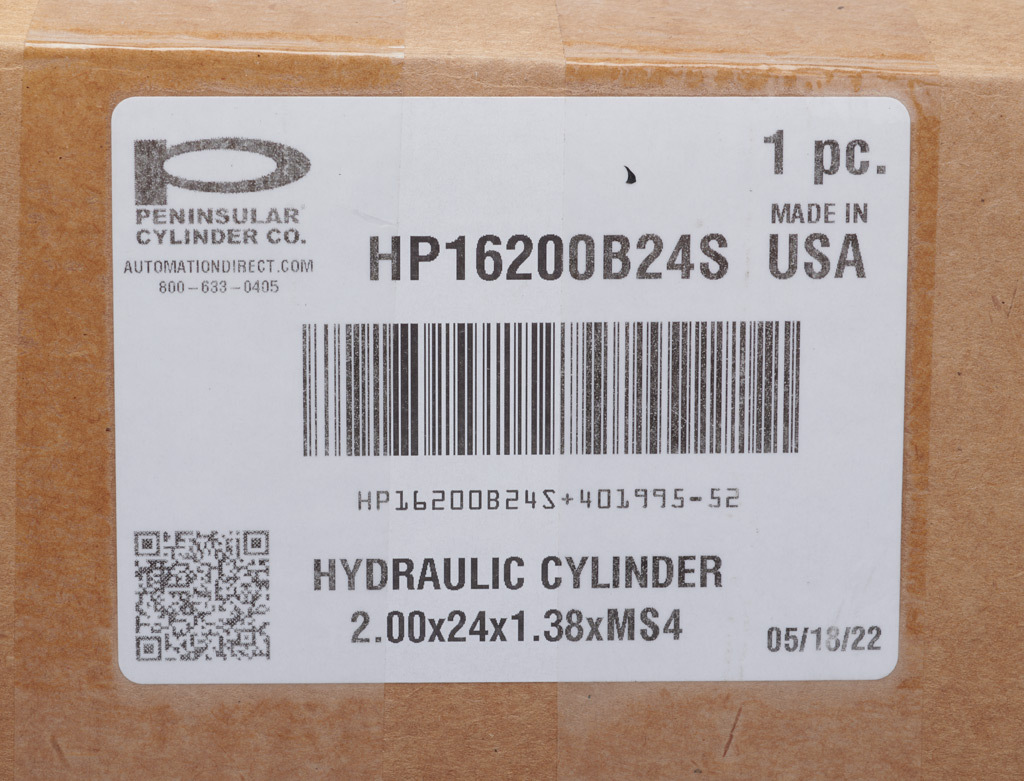 PENINSULAR
CYLINDER CO.
AUTOMATIONDIRECT.COM
800-633-0405
1 pc.
MADE IN
USA
HP16200B24S
HP16200B24S+401995-52
HYDRAULIC CYLINDER
2.00x24x1.38xMS4
05/18/22